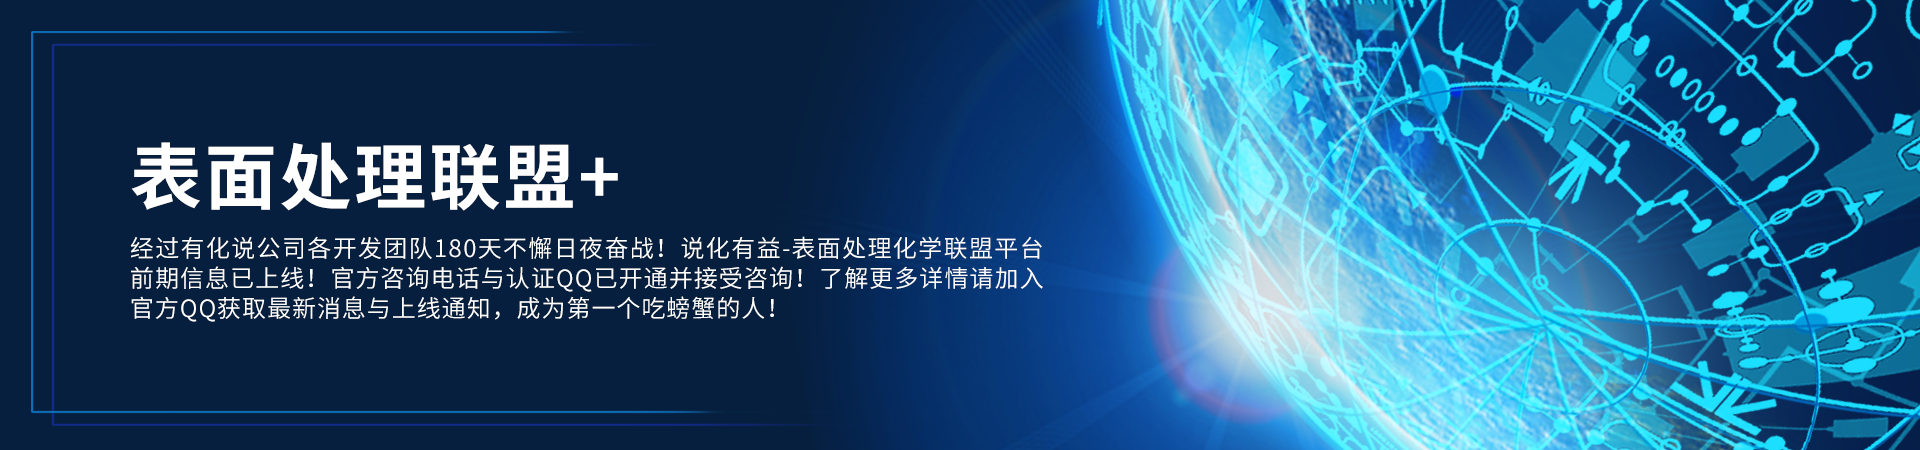 表面处理联盟+
经过有化说公司各开发团队180天不懈日夜奋战！说化有益-表面处理化学联盟平台
前期信息已上线！官方咨询电话与认证QQ已开通并接受咨询！了解更多详情请加入
官方QQ获取最新消息与上线通知，成为第一个吃螃蟹的人！